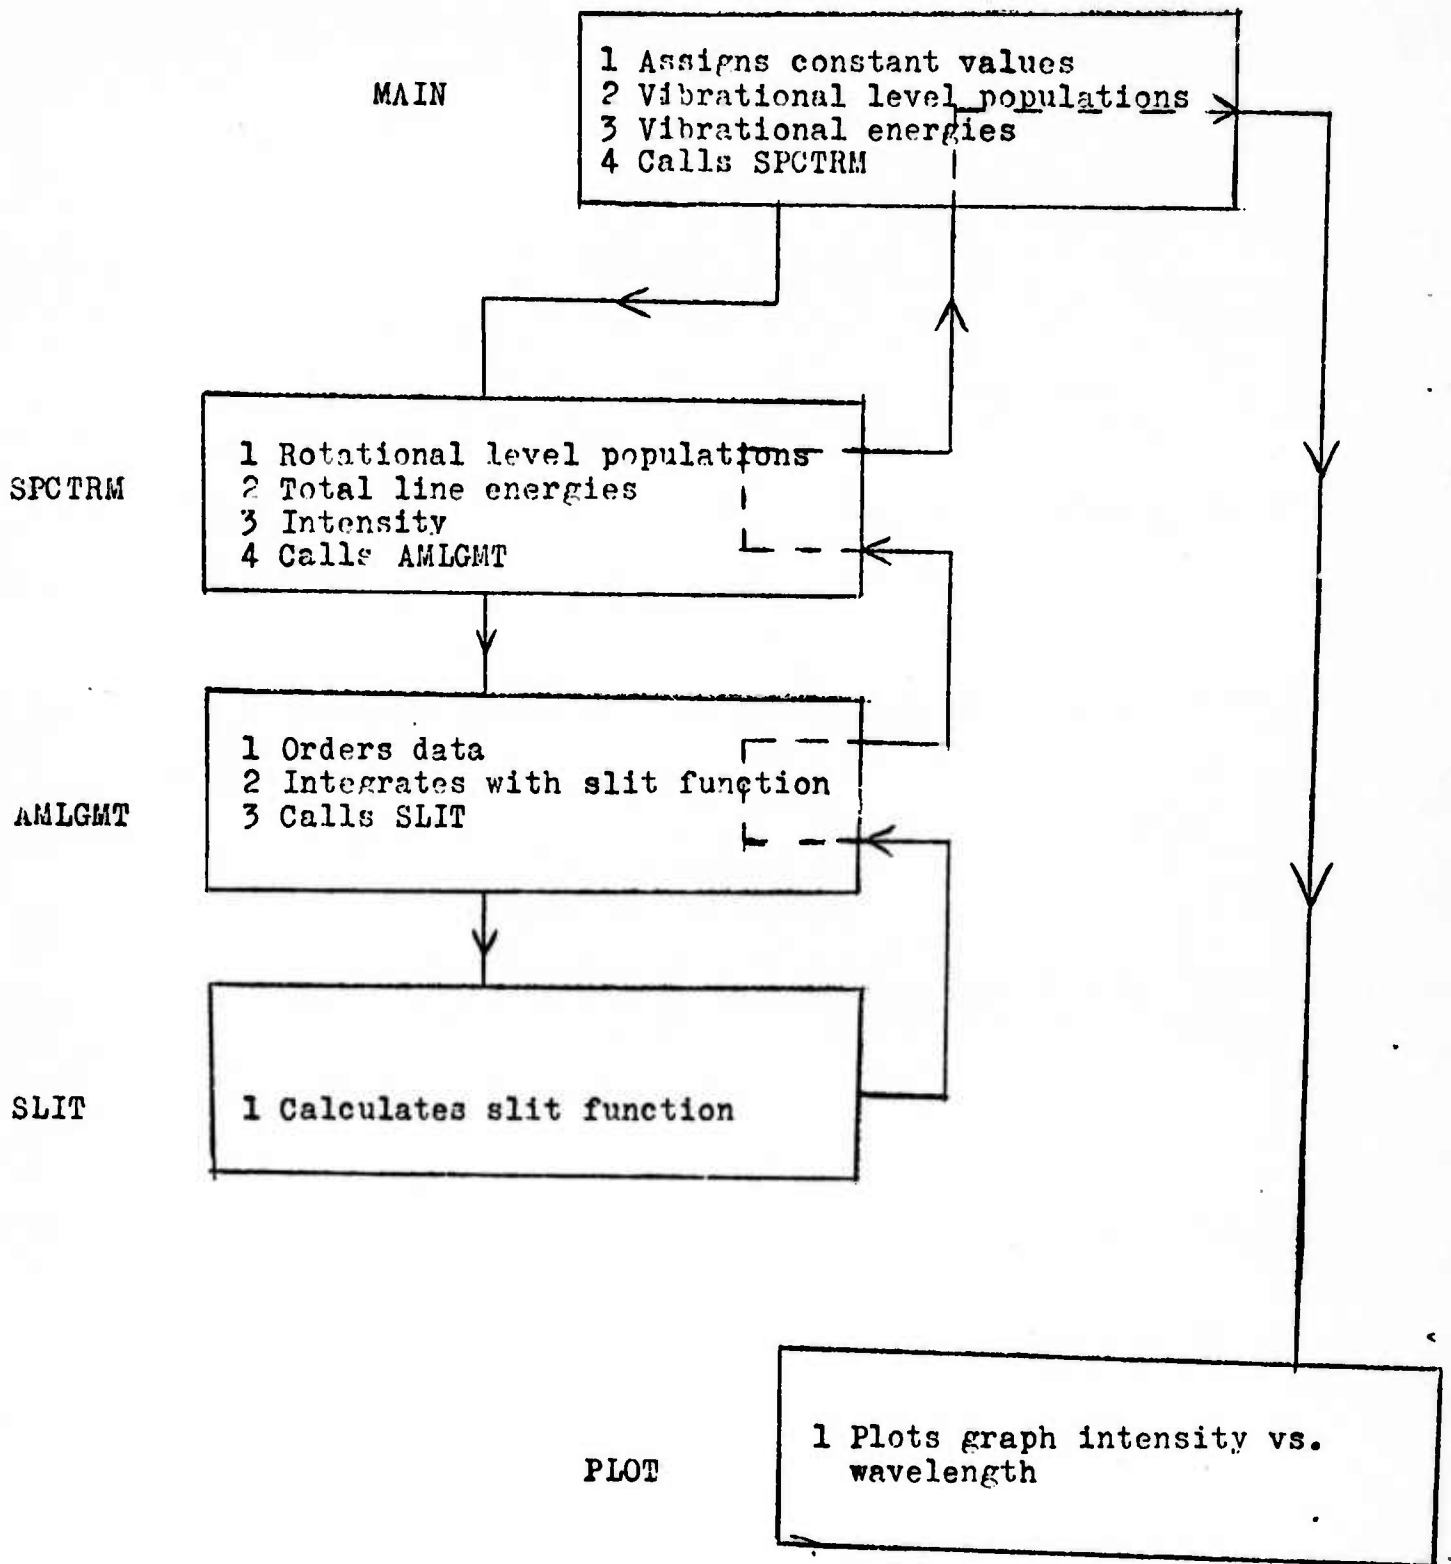 MAIN
1 Assigns constant values
2 Vibrational level populations
3 Vibrational energies
4 Calls SPCTRM
SPCTRM
1 Rotational level populations
2 Total line energies
3 Intensity
4 Calls AMLGMT
AMLGMT
1 Orders data
2 Integrates with slit function
3 Calls SLIT
SLIT
1 Calculates slit function
PLOT
1 Plots graph intensity vs.
wavelength